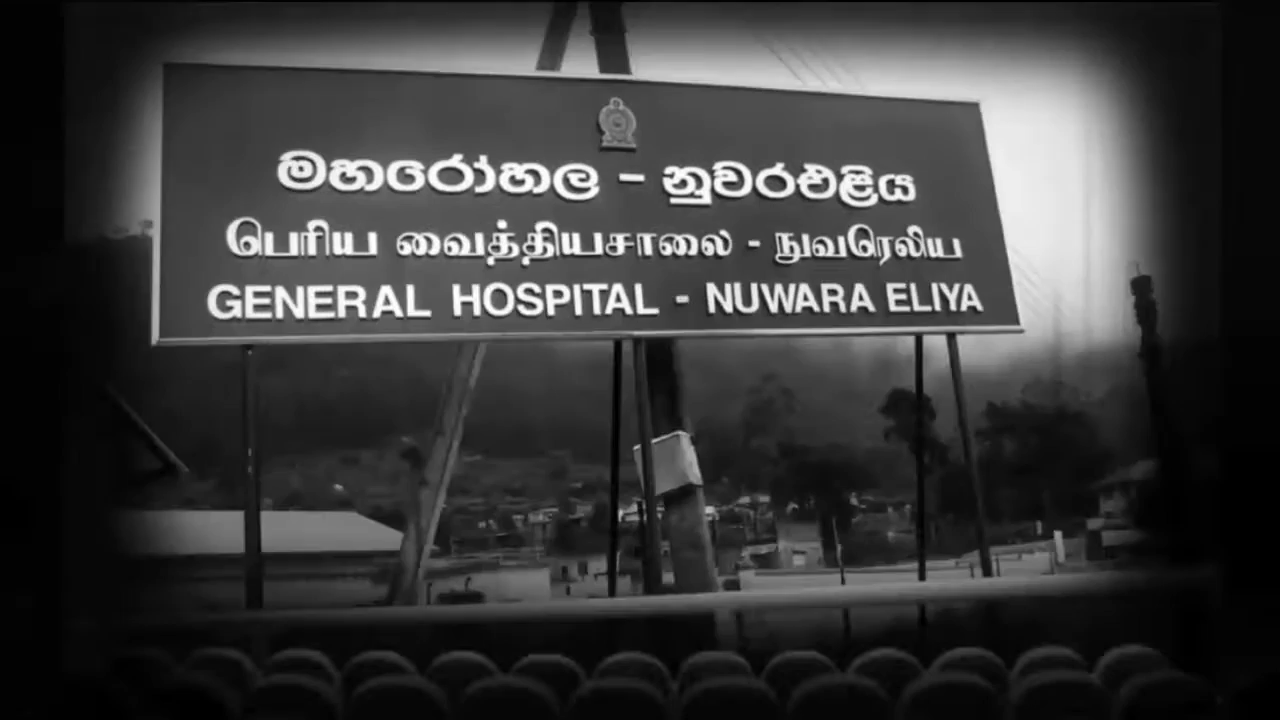 මහරෝහල - නුවරඑළිය
பெரிய வைத்தியசாலை - நுவரெலிய
GENERAL HOSPITAL - NUWARA ELIYA